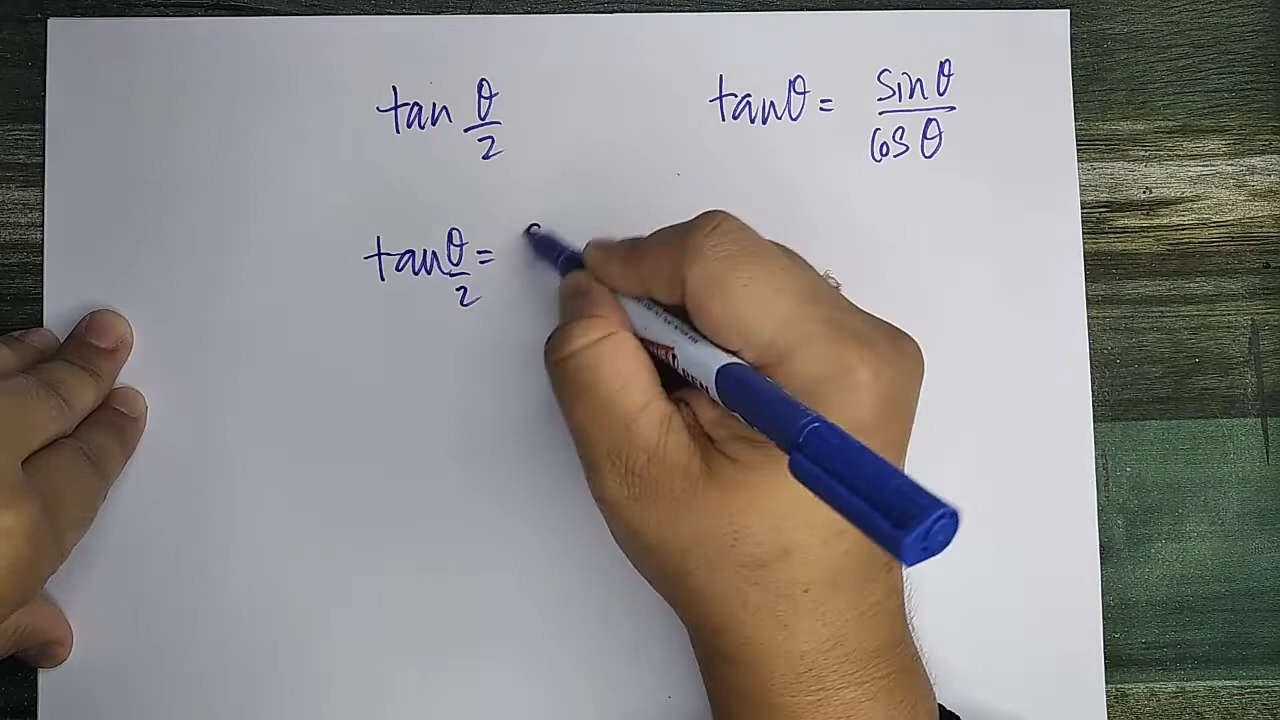 tan θ/2
tanθ = sinθ/cosθ
tanθ/2 =